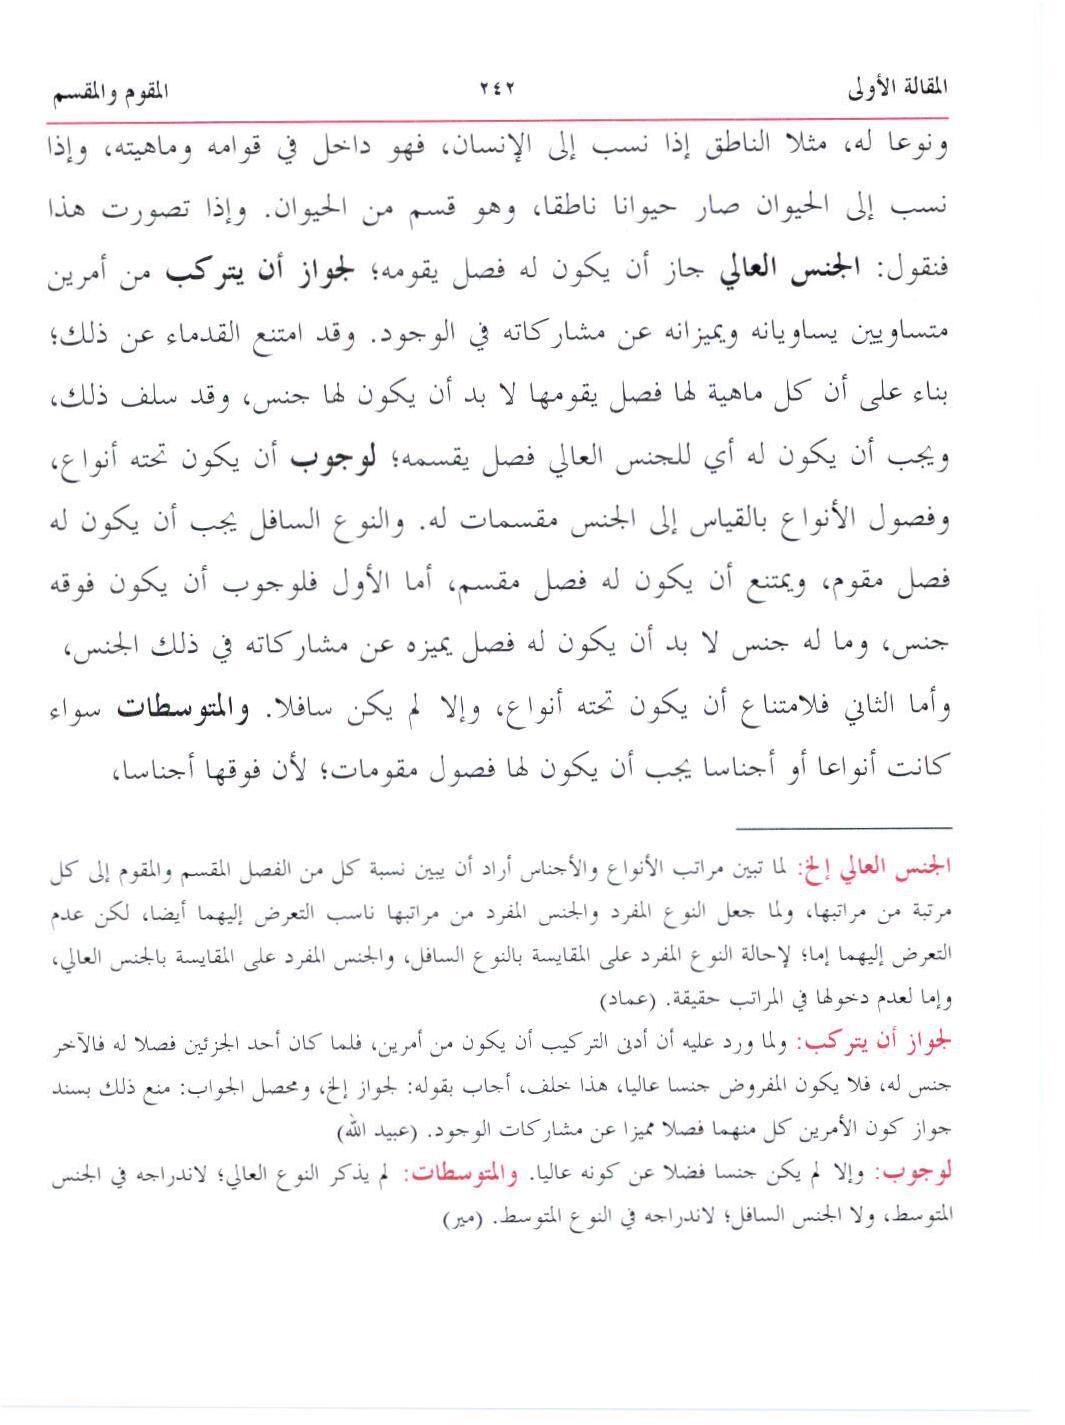 المقالة الأولى ٢٤٢ المقوم والمقسم
ونوعا له، مثلا الناطق إذا نسب إلى الإنسان، فهو داخل في قوامه وماهيته، وإذا
نسب إلى الحيوان صار حيوانا ناطقا، وهو قسم من الحيوان. وإذا تصورت هذا
فنقول: الجنس العالي جاز أن يكون له فصل يقومه؛ لجواز أن يتركب من أمرين
متساويين يساويانه ويميزانه عن مشاركاته في الوجود. وقد امتنع القدماء عن ذلك؛
بناء على أن كل ماهية لها فصل يقومها لا بد أن يكون لها جنس، وقد سلف ذلك،
ويجب أن يكون له أي للجنس العالي فصل يقسمه؛ لوجوب أن يكون تحته أنواع،
وفصول الأنواع بالقياس إلى الجنس مقسمات له. والنوع السافل يجب أن يكون له
فصل مقوم، ويمتنع أن يكون له فصل مقسم، أما الأول فلوجوب أن يكون فوقه
جنس، وما له جنس لا بد أن يكون له فصل يميزه عن مشاركاته في ذلك الجنس،
وأما الثاني فلامتناع أن يكون تحته أنواع، وإلا لم يكن سافلا. والمتوسطات سواء
كانت أنواعا أو أجناسا يجب أن يكون لها فصول مقومات؛ لأن فوقها أجناسا،
الجنس العالي إلخ: لما تبين مراتب الأنواع والأجناس أراد أن يبين نسبة كل من الفصل المقسم والمقوم إلى كل
مرتبة من مراتبها، ولما جعل النوع المفرد والجنس المفرد من مراتبها ناسب التعرض إليهما أيضا، لكن عدم
التعرض إليهما إما؛ لإحالة النوع المفرد على المقايسة بالنوع السافل، والجنس المفرد على المقايسة بالجنس العالي،
وإما لعدم دخولها في المراتب حقيقة. (عماد)
لجواز أن يتركب: ولما ورد عليه أن أدنى التركيب أن يكون من أمرين، فلما كان أحد الجزئين فصلا له فالآخر
جنس له، فلا يكون المفروض جنسا عاليا، هذا خلف، أجاب بقوله: لجواز إلخ، ومحصل الجواب: منع ذلك بسند
جواز كون الأمرين كل منهما فصلا مميزا عن مشاركات الوجود. (عبيد الله)
لوجوب: وإلا لم يكن جنسا فضلا عن كونه عاليا. والمتوسطات: لم يذكر النوع العالي؛ لاندراجه في الجنس
المتوسط، ولا الجنس السافل؛ لاندراجه في النوع المتوسط. (مير)